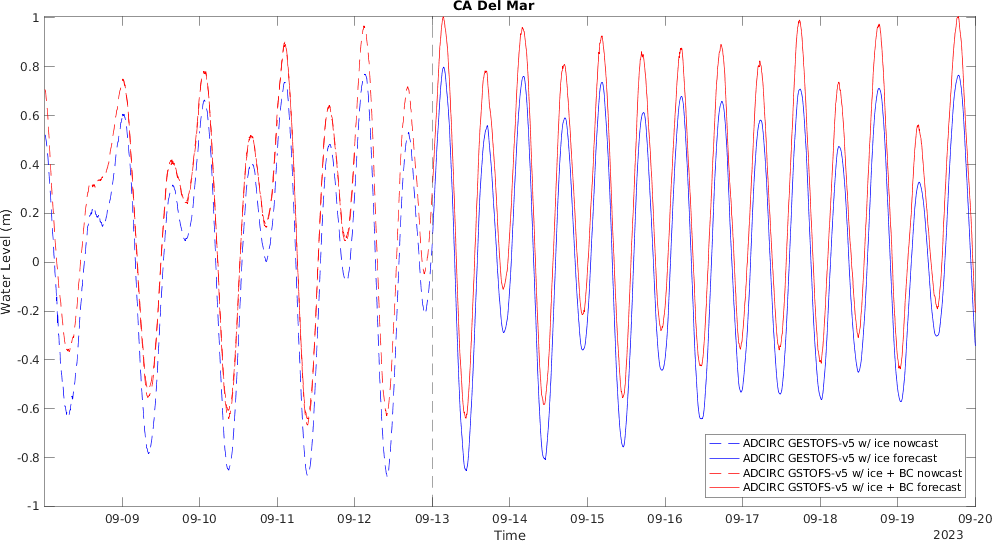 CA Del Mar
1
0.8
0.6
0.4
0.2
0
-0.2
-0.4
-0.6
-0.8
-1
Water Level (m)
ADCIRC GESTOFS-v5 w/ ice nowcast
ADCIRC GESTOFS-v5 w/ ice forecast
ADCIRC GSTOFS-v5 w/ ice + BC nowcast
ADCIRC GSTOFS-v5 w/ ice + BC forecast
09-09 09-10 09-11 09-12 09-13 09-14 09-15 09-16 09-17 09-18 09-19 09-20
Time
2023